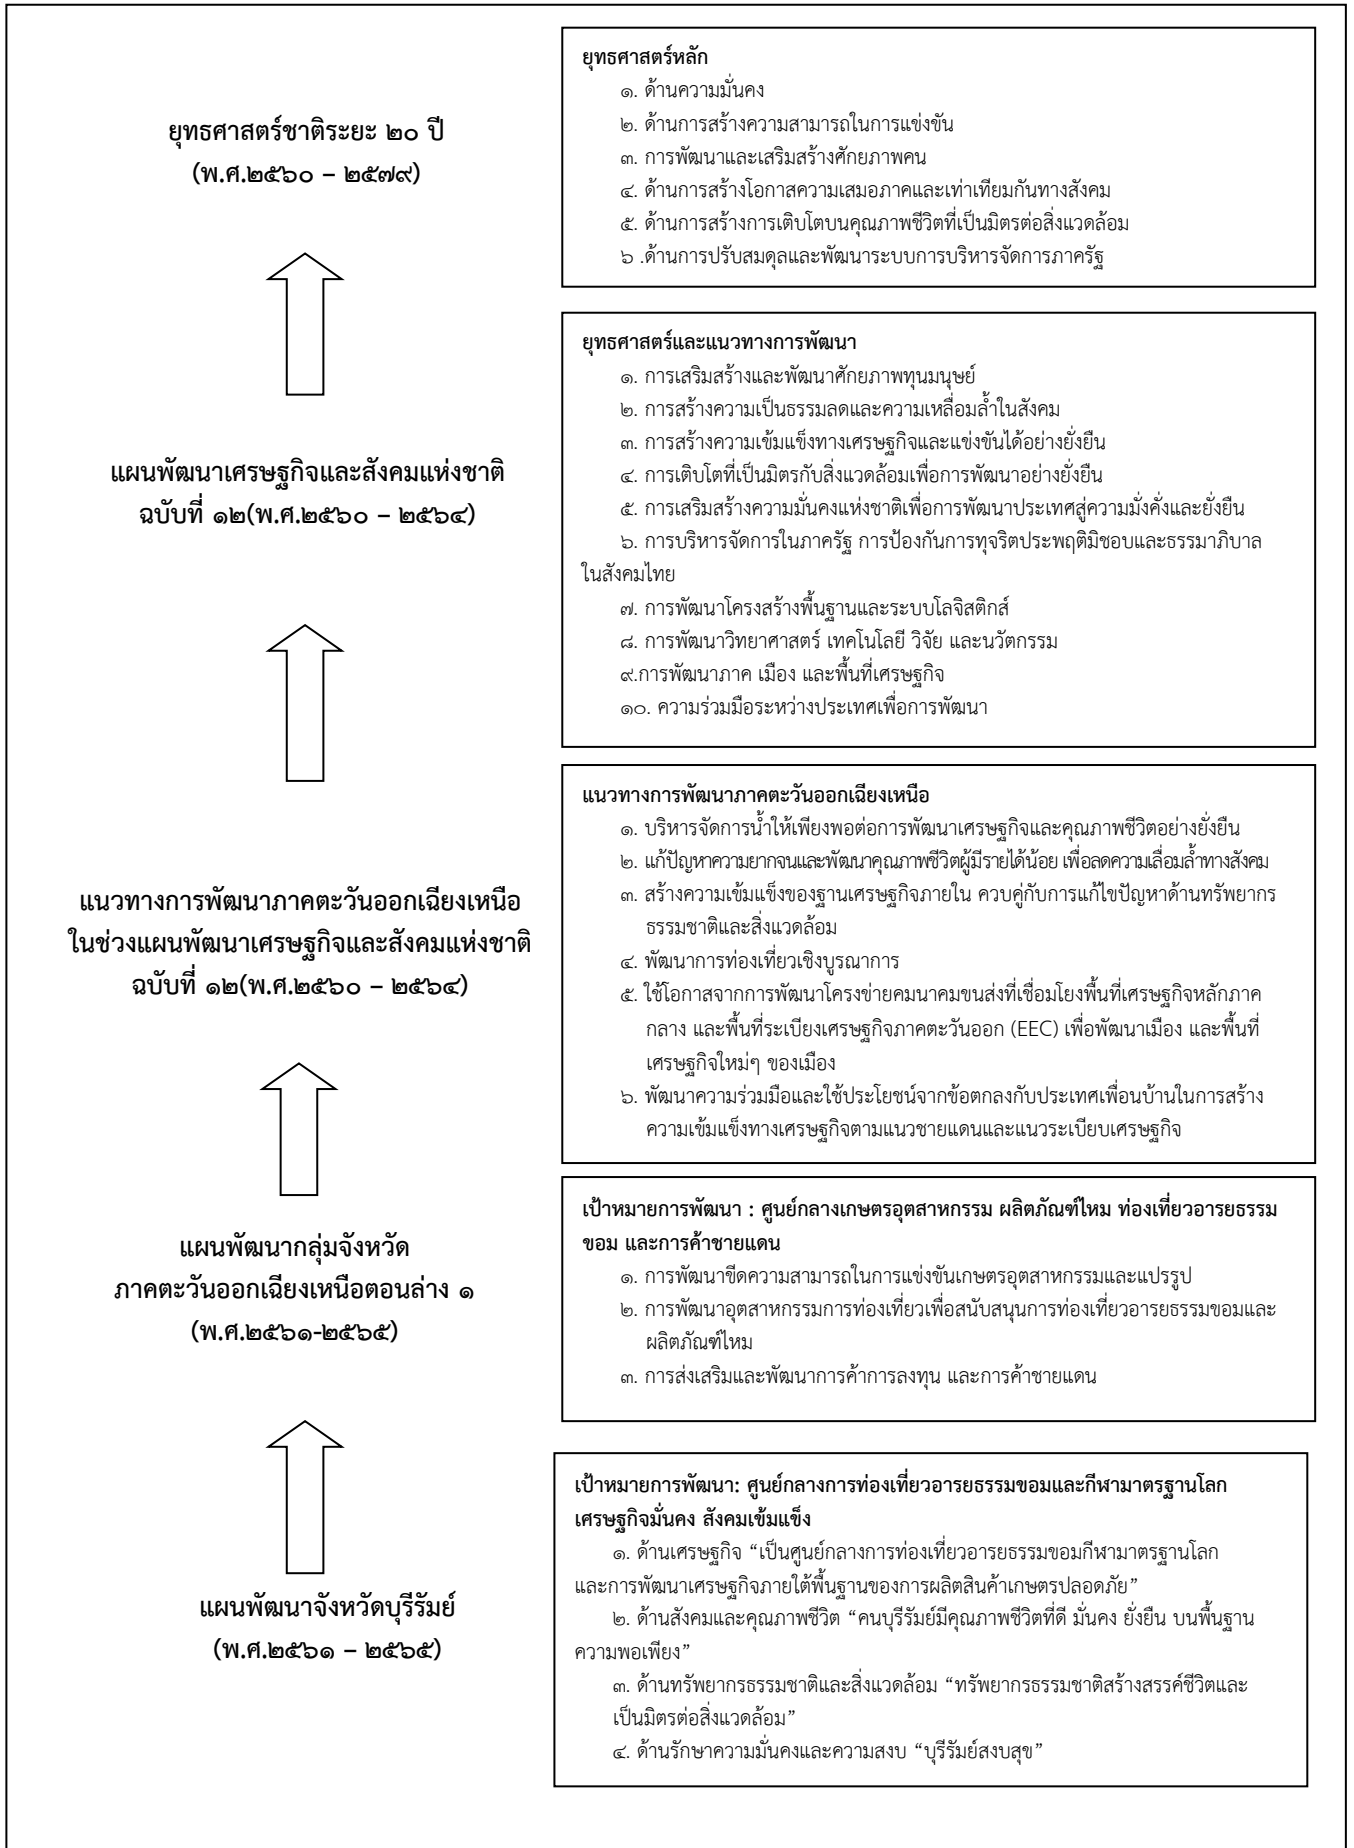 ยุทธศาสตร์ชาติระยะ ๒๐ ปี
(พ.ศ.๒๕๖๐ – ๒๕๗๙)
ยุทธศาสตร์หลัก
๑. ด้านความมั่นคง
๒. ด้านการสร้างความสามารถในการแข่งขัน
๓. การพัฒนาและเสริมสร้างศักยภาพคน
๔. ด้านการสร้างโอกาสความเสมอภาคและเท่าเทียมกันทางสังคม
๕. ด้านการสร้างการเติบโตบนคุณภาพชีวิตที่เป็นมิตรต่อสิ่งแวดล้อม
๖ .ด้านการปรับสมดุลและพัฒนาระบบการบริหารจัดการภาครัฐ
แผนพัฒนาเศรษฐกิจและสังคมแห่งชาติ
ฉบับที่ ๑๒(พ.ศ.๒๕๖๐ – ๒๕๖๔)
ยุทธศาสตร์และแนวทางการพัฒนา
๑. การเสริมสร้างและพัฒนาศักยภาพทุนมนุษย์
๒. การสร้างความเป็นธรรมลดและความเหลื่อมล้ำในสังคม
๓. การสร้างความเข้มแข็งทางเศรษฐกิจและแข่งขันได้อย่างยั่งยืน
๔. การเติบโตที่เป็นมิตรกับสิ่งแวดล้อมเพื่อการพัฒนาอย่างยั่งยืน
๕. การเสริมสร้างความมั่นคงแห่งชาติเพื่อการพัฒนาประเทศสู่ความมั่งคั่งและยั่งยืน
๖. การบริหารจัดการในภาครัฐ การป้องกันการทุจริตประพฤติมิชอบและธรรมาภิบาล
ในสังคมไทย
๗. การพัฒนาโครงสร้างพื้นฐานและระบบโลจิสติกส์
๘. การพัฒนาวิทยาศาสตร์ เทคโนโลยี วิจัย และนวัตกรรม
๙.การพัฒนาภาค เมือง และพื้นที่เศรษฐกิจ
๑๐. ความร่วมมือระหว่างประเทศเพื่อการพัฒนา
แนวทางการพัฒนาภาคตะวันออกเฉียงเหนือ
ในช่วงแผนพัฒนาเศรษฐกิจและสังคมแห่งชาติ
ฉบับที่ ๑๒(พ.ศ.๒๕๖๐ – ๒๕๖๔)
แนวทางการพัฒนาภาคตะวันออกเฉียงเหนือ
๑. บริหารจัดการน้ำให้เพียงพอต่อการพัฒนาเศรษฐกิจและคุณภาพชีวิตอย่างยั่งยืน
๒. แก้ปัญหาความยากจนและพัฒนาคุณภาพชีวิตผู้มีรายได้น้อย เพื่อลดความเลื่อมล้ำทางสังคม
๓. สร้างความเข้มแข็งของฐานเศรษฐกิจภายใน ควบคู่กับการแก้ไขปัญหาด้านทรัพยากร
ธรรมชาติและสิ่งแวดล้อม
๔. พัฒนาการท่องเที่ยวเชิงบูรณาการ
๕. ใช้โอกาสจากการพัฒนาโครงข่ายคมนาคมขนส่งที่เชื่อมโยงพื้นที่เศรษฐกิจหลักภาค
กลาง และพื้นที่ระเบียงเศรษฐกิจภาคตะวันออก (EEC) เพื่อพัฒนาเมือง และพื้นที่
เศรษฐกิจใหม่ๆ ของเมือง
๖. พัฒนาความร่วมมือและใช้ประโยชน์จากข้อตกลงกับประเทศเพื่อนบ้านในการสร้าง
ความเข้มแข็งทางเศรษฐกิจตามแนวชายแดนและแนวระเบียบเศรษฐกิจ
แผนพัฒนากลุ่มจังหวัด
ภาคตะวันออกเฉียงเหนือตอนล่าง ๑
(พ.ศ.๒๕๖๑-๒๕๖๕)
เป้าหมายการพัฒนา : ศูนย์กลางเกษตรอุตสาหกรรม ผลิตภัณฑ์ไหม ท่องเที่ยวอารยธรรม
ขอม และการค้าชายแดน
๑. การพัฒนาขีดความสามารถในการแข่งขันเกษตรอุตสาหกรรมและแปรรูป
๒. การพัฒนาอุตสาหกรรมการท่องเที่ยวเพื่อสนับสนุนการท่องเที่ยวอารยธรรมขอมและ
ผลิตภัณฑ์ไหม
๓. การส่งเสริมและพัฒนาการค้าการลงทุน และการค้าชายแดน
แผนพัฒนาจังหวัดบุรีรัมย์
(พ.ศ.๒๕๖๑ – ๒๕๖๕)
เป้าหมายการพัฒนา: ศูนย์กลางการท่องเที่ยวอารยธรรมขอมและกีฬามาตรฐานโลก
เศรษฐกิจมั่นคง สังคมเข้มแข็ง
๑. ด้านเศรษฐกิจ “เป็นศูนย์กลางการท่องเที่ยวอารยธรรมขอมกีฬามาตรฐานโลก
และการพัฒนาเศรษฐกิจภายใต้พื้นฐานของการผลิตสินค้าเกษตรปลอดภัย”
๒. ด้านสังคมและคุณภาพชีวิต “คนบุรีรัมย์มีคุณภาพชีวิตที่ดี มั่นคง ยั่งยืน บนพื้นฐาน
ความพอเพียง”
๓. ด้านทรัพยากรธรรมชาติและสิ่งแวดล้อม “ทรัพยากรธรรมชาติสร้างสรรค์ชีวิตและ
เป็นมิตรต่อสิ่งแวดล้อม”
๔. ด้านรักษาความมั่นคงและความสงบ “บุรีรัมย์สงบสุข”